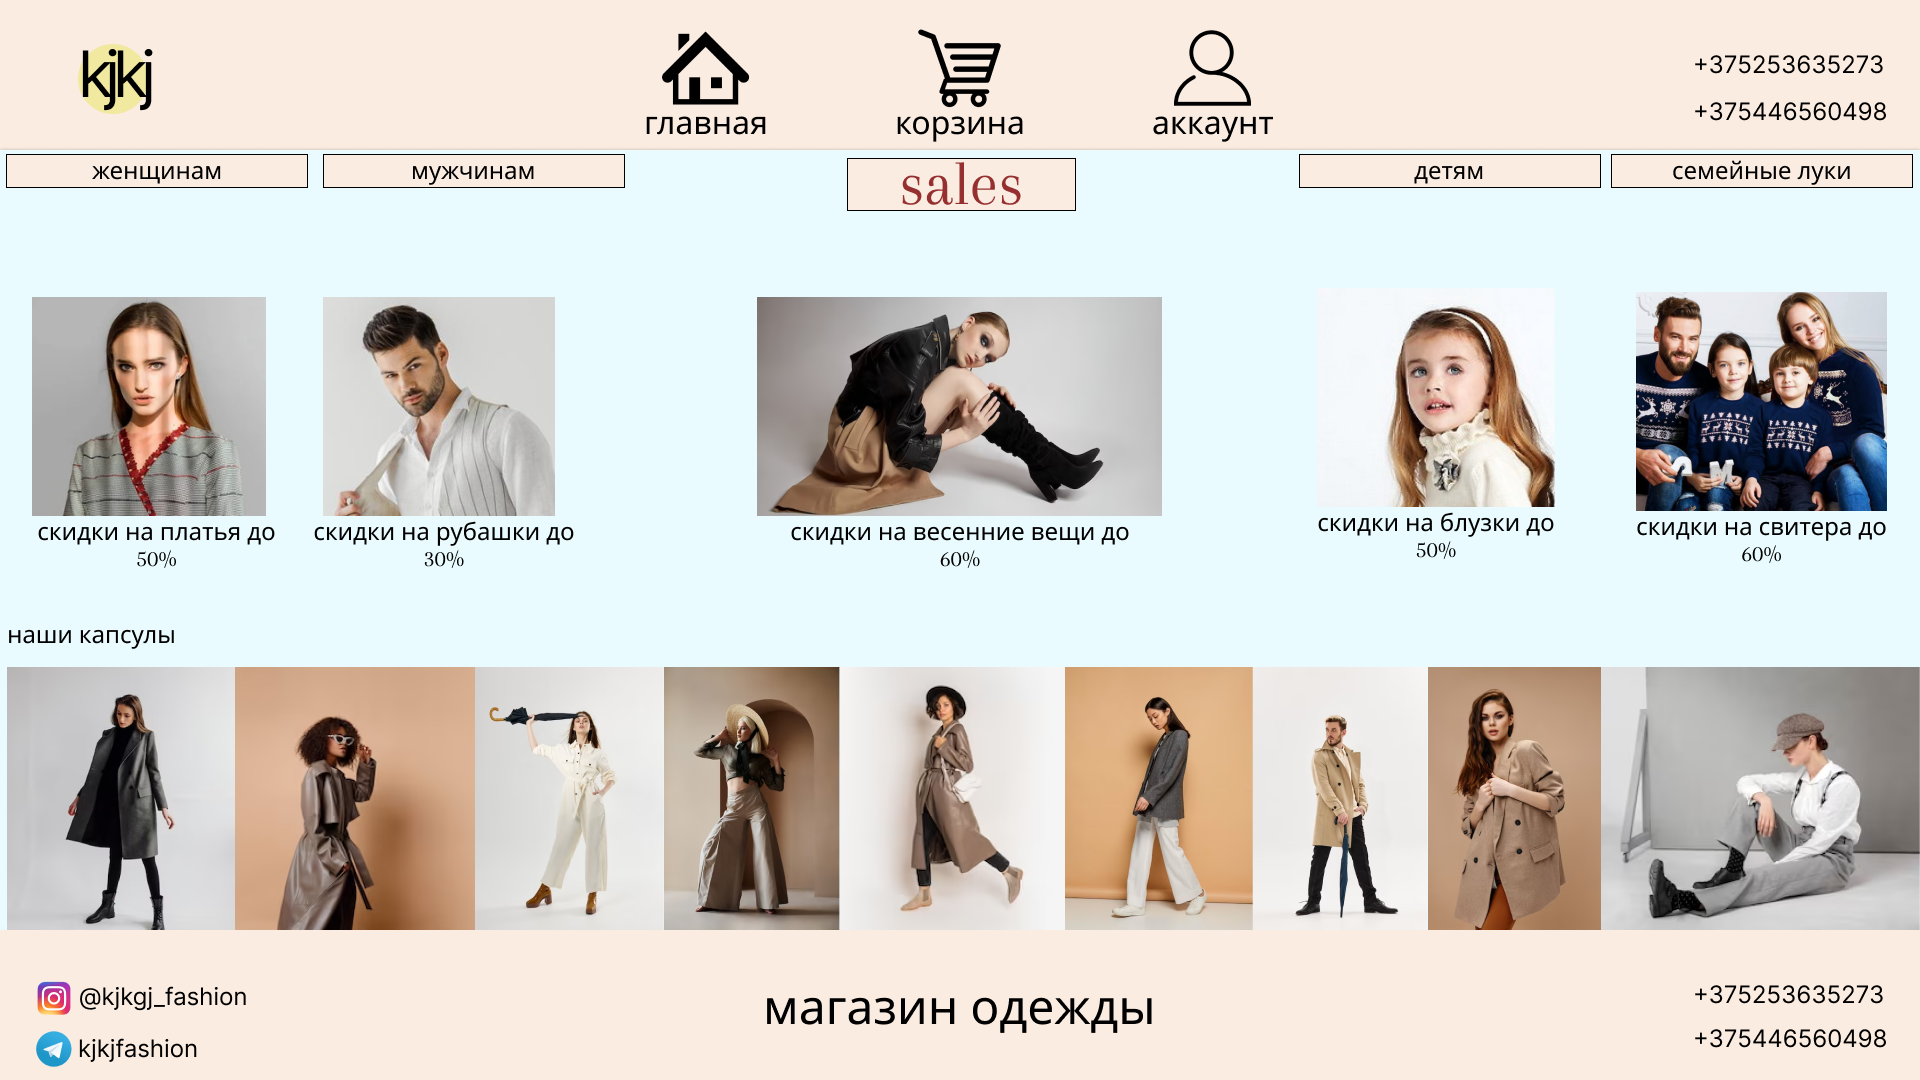 kjkj
главная
корзина
аккаунт
+375253635273
+375446560498
женщинам
мужчинам
sales
детям
семейные луки
скидки на платья до
50%
скидки на рубашки до
30%
скидки на весенние вещи до
60%
скидки на блузки до
50%
скидки на свитера до
60%
наши капсулы
@kjkgj_fashion
kjkjfashion
магазин одежды
+375253635273
+375446560498